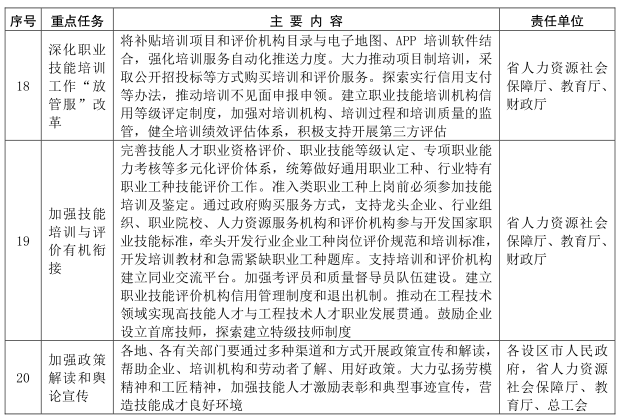 序号 重点任务 主 要 内 容 责任单位
18
深化职业
技能培训
工作“放
管服”改
革
将补贴培训项目和评价机构目录与电子地图、APP 培训软件结
合，强化培训服务自动化推送力度。大力推动项目制培训，采
取公开招投标等方式购买培训和评价服务。探索实行信用支付
等办法，推动培训不见面申报申领。建立职业技能培训机构信
用等级评定制度，加强对培训机构、培训过程和培训质量的监
管，健全培训绩效评估体系，积极支持开展第三方评估
省人力资源社会
保障厅、教育厅、
财政厅
19
加强技能
培训与评
价有机衔
接
完善技能人才职业资格评价、职业技能等级认定、专项职业能
力考核等多元化评价体系，统筹做好通用职业工种、行业特有
职业工种技能评价工作。准入类职业工种上岗前必须参加技能
培训及鉴定。通过政府购买服务方式，支持龙头企业、行业组
织、职业院校、人力资源服务机构和评价机构参与开发国家职
业技能标准，牵头开发行业企业工种岗位评价规范和培训标准，
开发培训教材和急需紧缺职业工种题库。支持培训和评价机构
建立同业交流平台。加强考评员和质量督导员队伍建设。建立
职业技能评价机构信用管理制度和退出机制。推动在工程技术
领域实现高技能人才与工程技术人才职业发展贯通。鼓励企业
设立首席技师，探索建立特级技师制度
省人力资源社会
保障厅、教育厅、
财政厅
20
加强政策
解读和舆
论宣传
各地、各有关部门要通过多种渠道和方式开展政策宣传和解读，
帮助企业、培训机构和劳动者了解、用好政策。大力弘扬劳模
精神和工匠精神，加强技能人才激励表彰和典型事迹宣传，营
造技能成才良好环境
各设区市人民政
府，省人力资源
社会保障厅、教
育厅、总工会